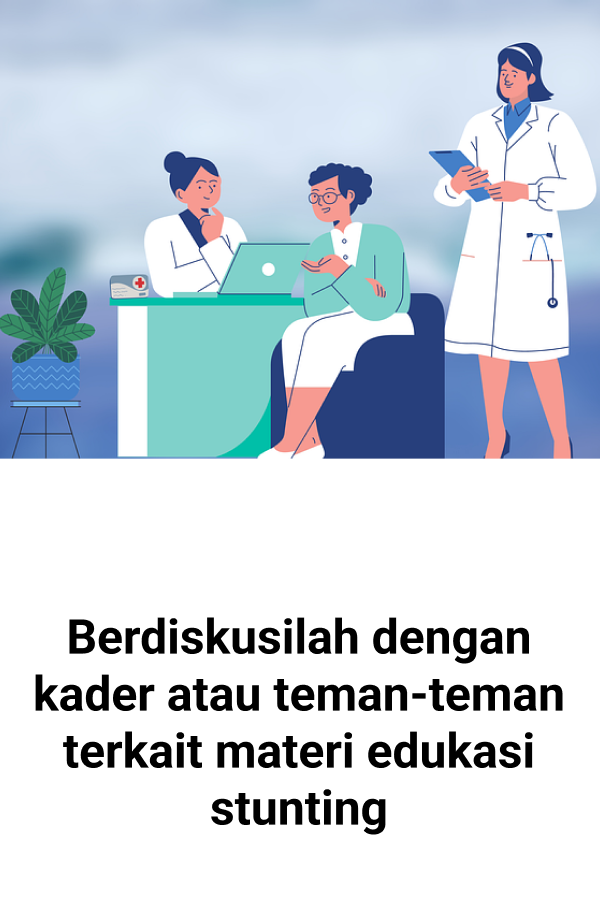 Berdiskusilah dengan
kader atau teman-teman
terkait materi edukasi
stunting